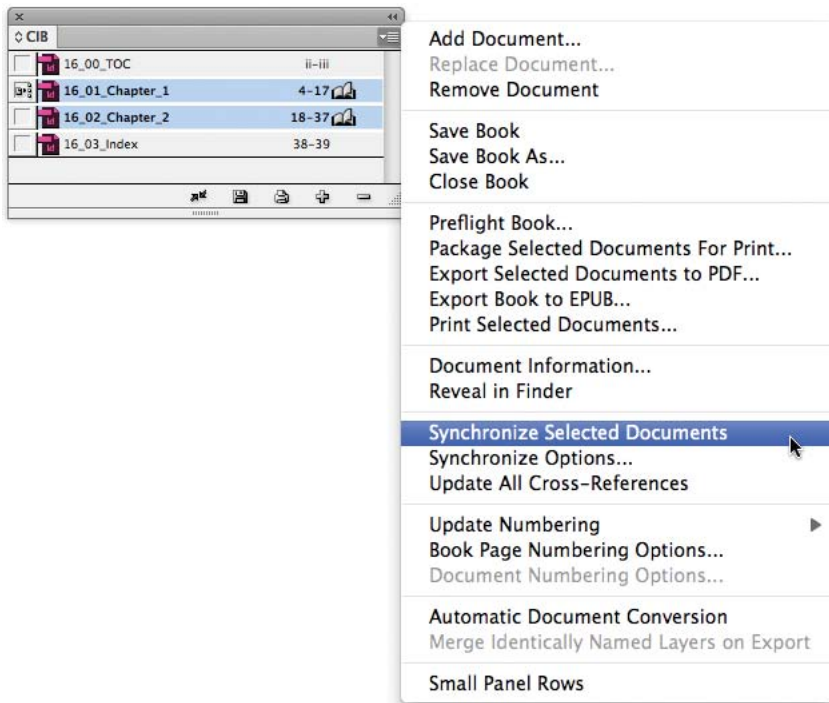 CIB
16_00_TOC ii–iii
16_01_Chapter_1 4–17
16_02_Chapter_2 18–37
16_03_Index 38–39
Add Document...
Replace Document...
Remove Document
Save Book
Save Book As...
Close Book
Preflight Book...
Package Selected Documents For Print...
Export Selected Documents to PDF...
Export Book to EPUB...
Print Selected Documents...
Document Information...
Reveal in Finder
Synchronize Selected Documents
Synchronize Options...
Update All Cross-References
Update Numbering
Book Page Numbering Options...
Document Numbering Options...
Automatic Document Conversion
Merge Identically Named Layers on Export
Small Panel Rows